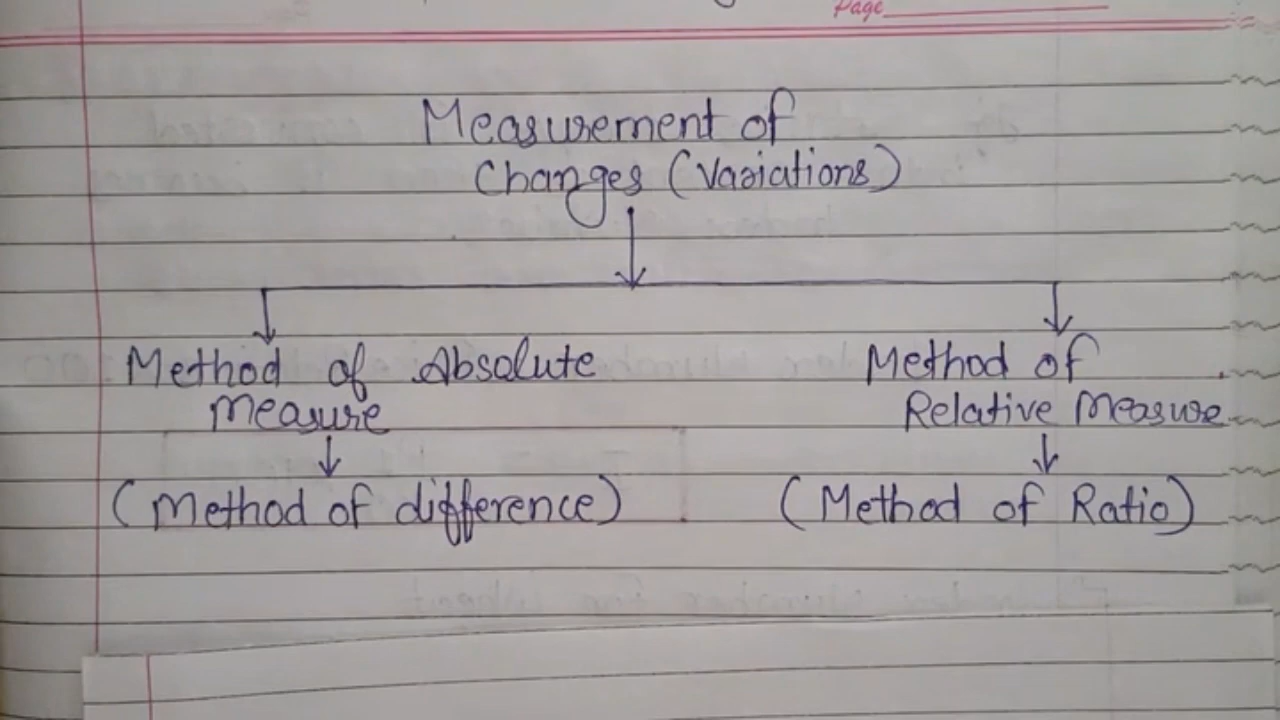 Page
Measurement of
Changes (Variations)
Method of Absolute
measure
Method of
Relative Measure
(Method of difference)
(Method of Ratio)